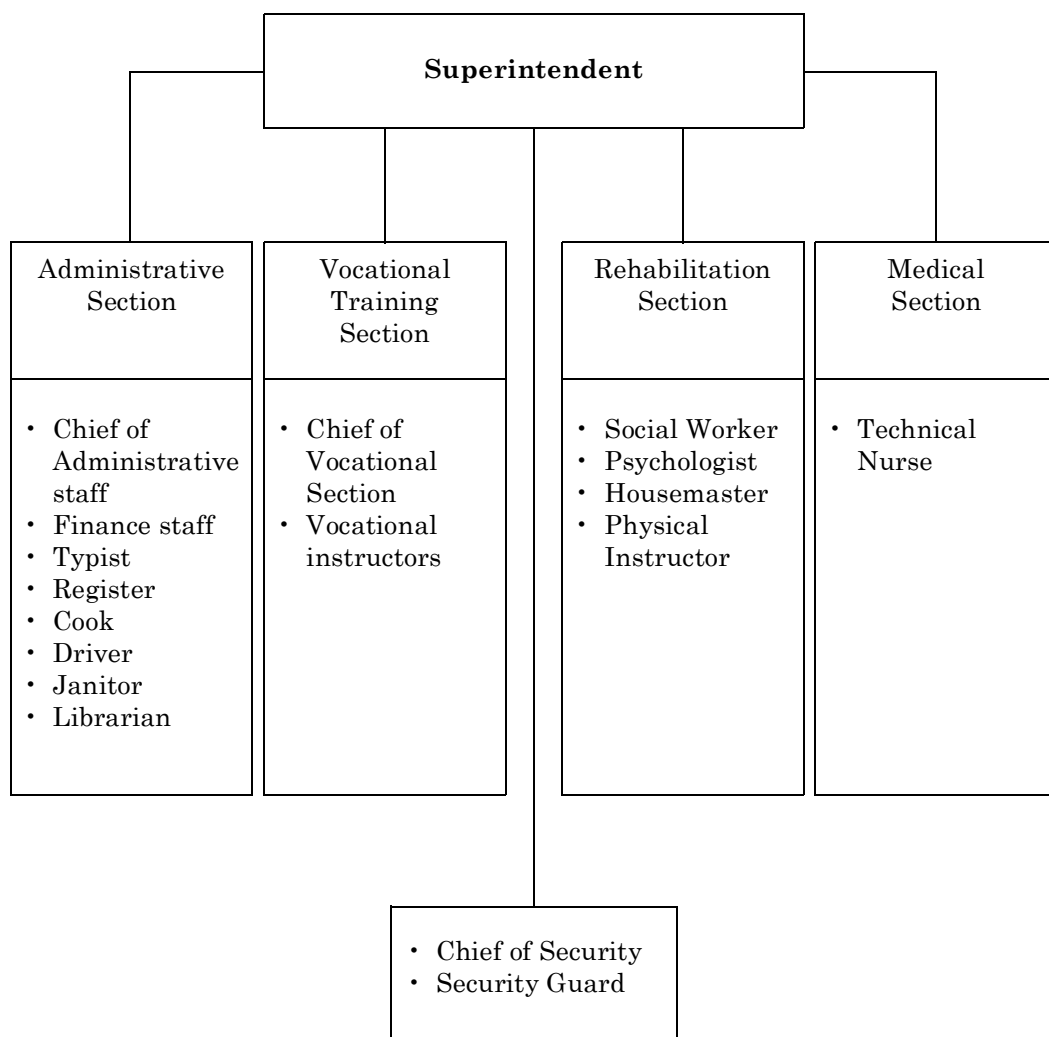 Superintendent
Administrative
Section
Vocational
Training
Section
Rehabilitation
Section
Medical
Section
・ Chief of
Administrative
staff
・ Finance staff
・ Typist
・ Register
・ Cook
・ Driver
・ Janitor
・ Librarian
・ Chief of
Vocational
Section
・ Vocational
instructors
・ Social Worker
・ Psychologist
・ Housemaster
・ Physical
Instructor
・ Technical
Nurse
・ Chief of Security
・ Security Guard